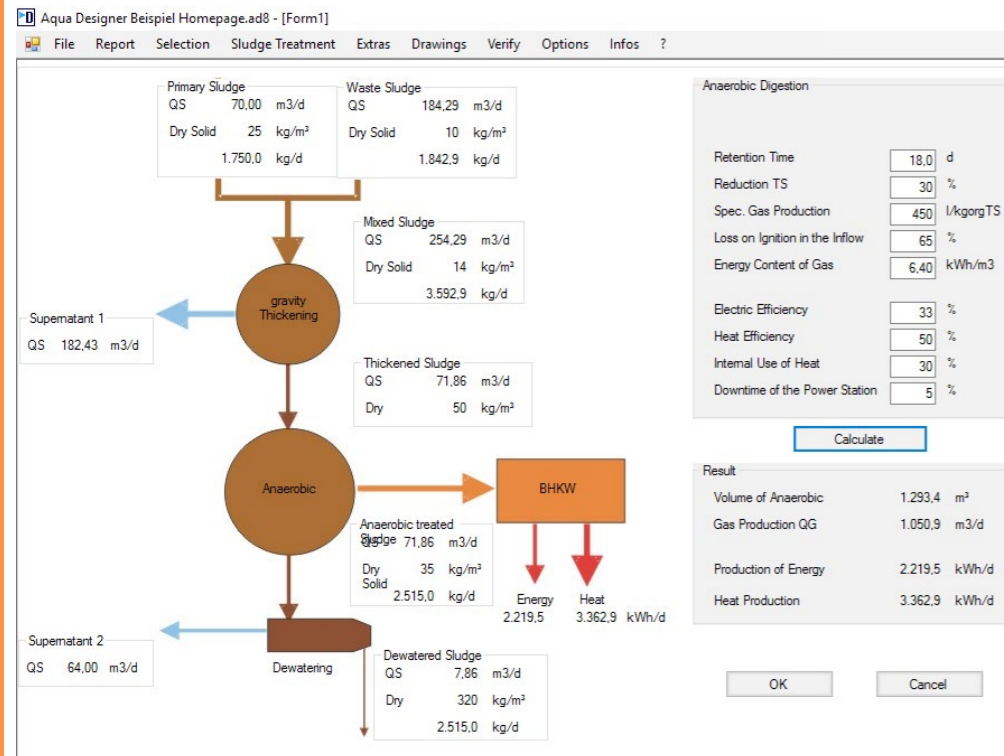 Aqua Designer Beispiel Homepage.ad8 - [Form1]
File Report Selection Sludge Treatment Extras Drawings Verify Options Infos ?
Primary Sludge
QS 70,00 m3/d
Dry Solid 25 kg/m³
1.750,0 kg/d
Waste Sludge
QS 184,29 m3/d
Dry Solid 10 kg/m³
1.842,9 kg/d
Mixed Sludge
QS 254,29 m3/d
Dry Solid 14 kg/m³
3.592,9 kg/d
gravity
Thickening
Supernatant 1
QS 182,43 m3/d
Thickened Sludge
QS 71,86 m3/d
Dry 50 kg/m³
Anaerobic
BHKW
Anaerobic treated
Sludge
QS 71,86 m3/d
Dry 35 kg/m³
Solid
2.515,0 kg/d
Energy Heat
2.219,5 3.362,9 kWh/d
Supernatant 2
QS 64,00 m3/d
Dewatering
Dewatered Sludge
QS 7,86 m3/d
Dry 320 kg/m³
2.515,0 kg/d
Anaerobic Digestion
Retention Time 18,0 d
Reduction TS 30 %
Spec. Gas Production 450 l/kgorgTS
Loss on Ignition in the Inflow 65 %
Energy Content of Gas 6,40 kWh/m3
Electric Efficiency 33 %
Heat Efficiency 50 %
Internal Use of Heat 30 %
Downtime of the Power Station 5 %
Calculate
Result
Volume of Anaerobic 1.293,4 m³
Gas Production QG 1.050,9 m3/d
Production of Energy 2.219,5 kWh/d
Heat Production 3.362,9 kWh/d
OK Cancel